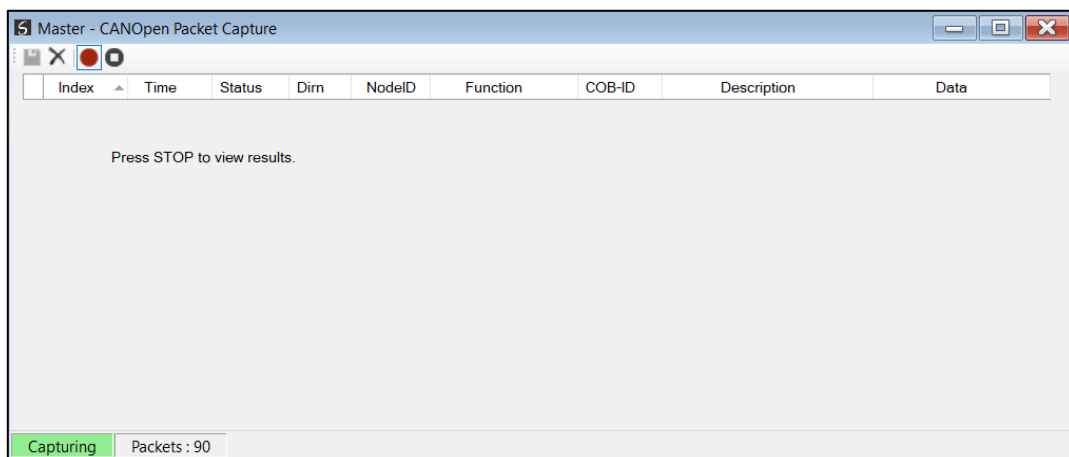 Master - CANOpen Packet Capture
Index Time Status Dirn NodeID Function COB-ID Description Data
Press STOP to view results.
Capturing Packets : 90